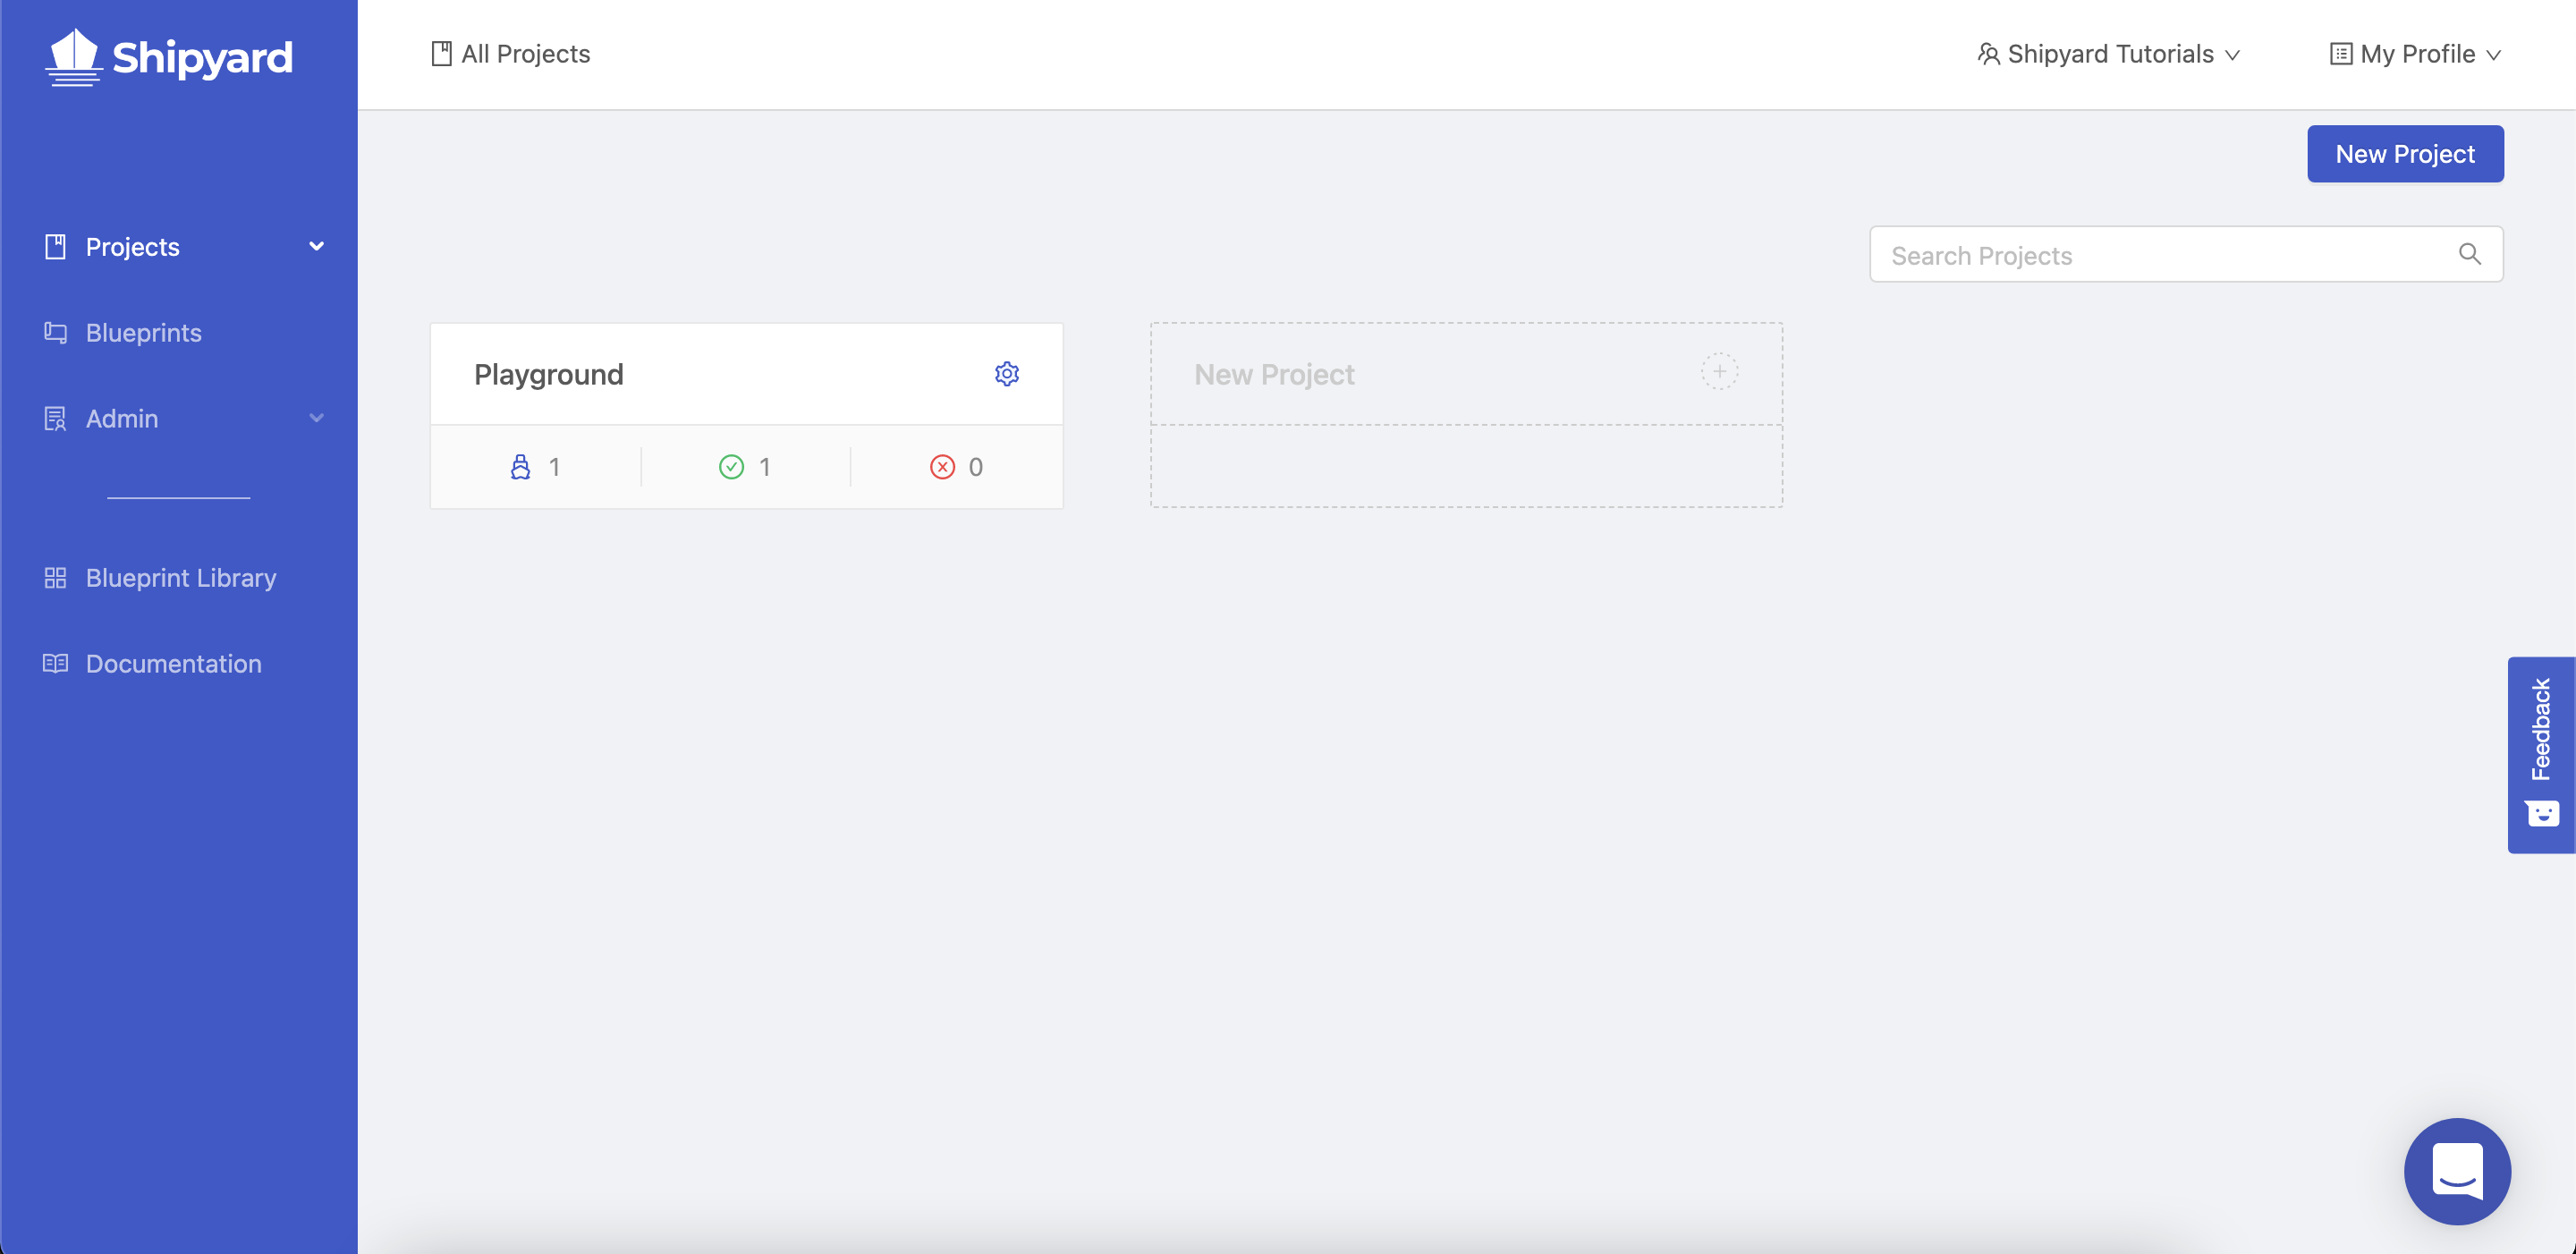 Shipyard
Projects
Blueprints
Admin
Blueprint Library
Documentation
All Projects
Shipyard Tutorials
My Profile
New Project
Search Projects
Playground
1
1
0
New Project
Feedback